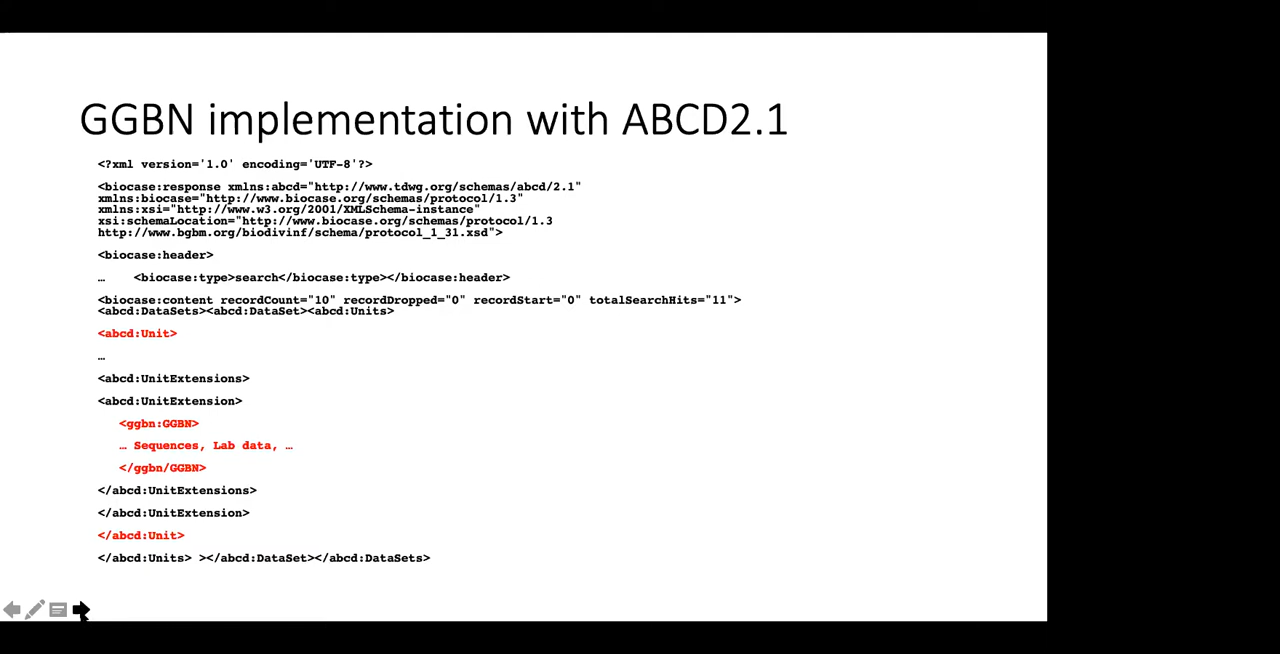 GGBN implementation with ABCD2.1
<?xml version='1.0' encoding='UTF-8'?>
<biocase:response xmlns:abcd="http://www.tdwg.org/schemas/abcd/2.1"
xmlns:biocase="http://www.biocase.org/schemas/protocol/1.3"
xmlns:xsi="http://www.w3.org/2001/XMLSchema-instance"
xsi:schemaLocation="http://www.biocase.org/schemas/protocol/1.3
http://www.bgbm.org/biodivinf/schema/protocol_1_31.xsd">
<biocase:header>
… <biocase:type>search</biocase:type></biocase:header>
<biocase:content recordCount="10" recordDropped="0" recordStart="0" totalSearchHits="11">
<abcd:DataSets><abcd:DataSet><abcd:Units>
<abcd:Unit>
…
<abcd:UnitExtensions>
<abcd:UnitExtension>
<ggbn:GGBN>
… Sequences, Lab data, …
</ggbn/GGBN>
</abcd:UnitExtensions>
</abcd:UnitExtension>
</abcd:Unit>
</abcd:Units> ></abcd:DataSet></abcd:DataSets>